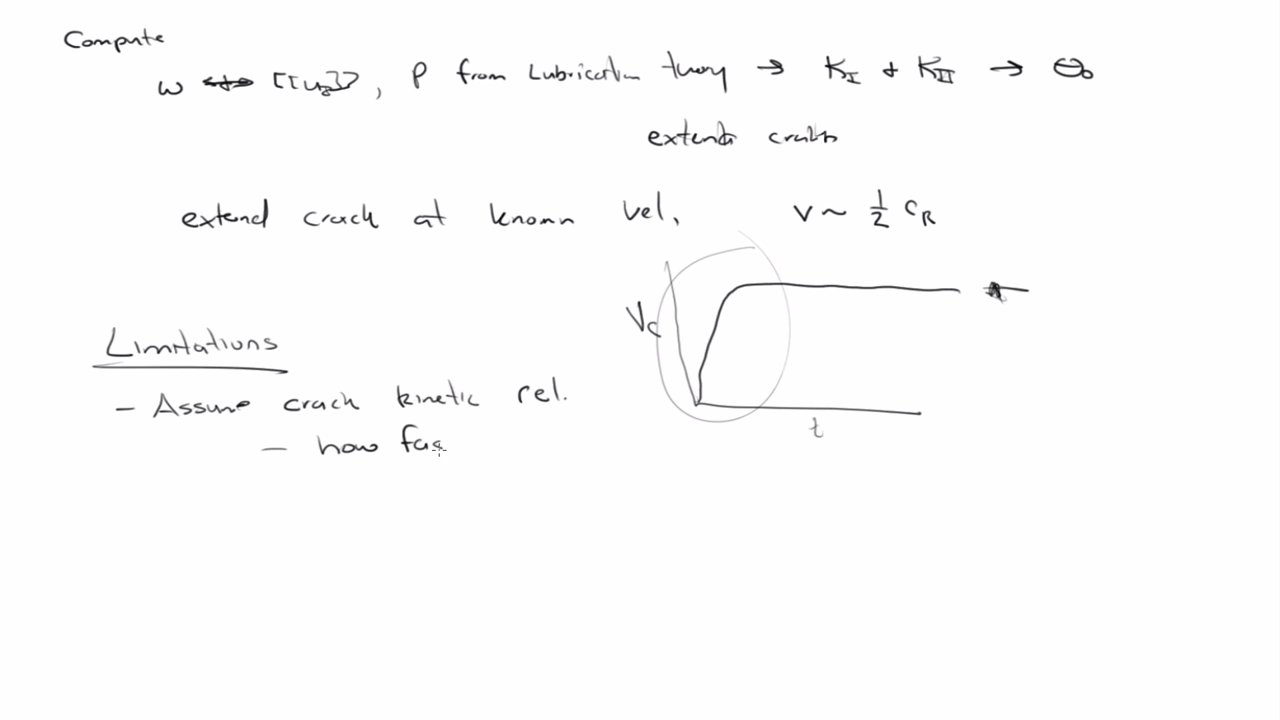 Compute
w ↔ [[u₂]], P from Lubrication theory → K_I + K_II → θ₀
extend
extend crack at known vel, v ~ 1/2 c_R
V_c
Limitations
- Assume crack kinetic rel.
t
- how fas